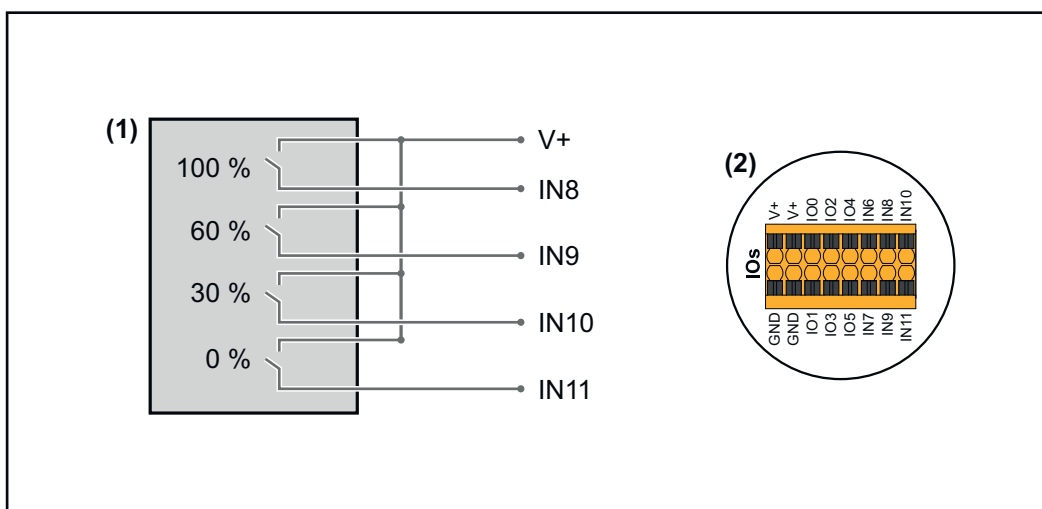 (1)
100 %
60 %
30 %
0 %
V+
IN8
IN9
IN10
IN11
(2)
IOs
V+ V+ IO0 IO2 IO4 IN6 IN8 IN10
GND GND IO1 IO3 IO5 IN7 IN9 IN11